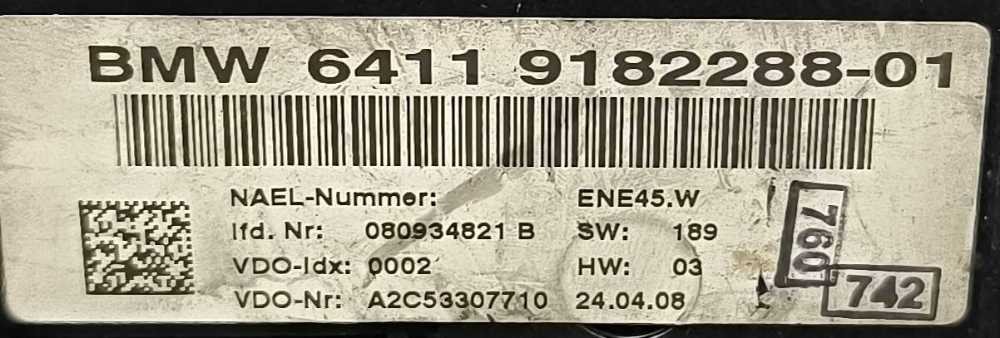 BMW 6411 9182288-01
NAEL-Nummer: ENE45.W
lfd. Nr: 080934821 B SW: 189
VDO-Idx: 0002 HW: 03
VDO-Nr: A2C53307710 24.04.08
760
742